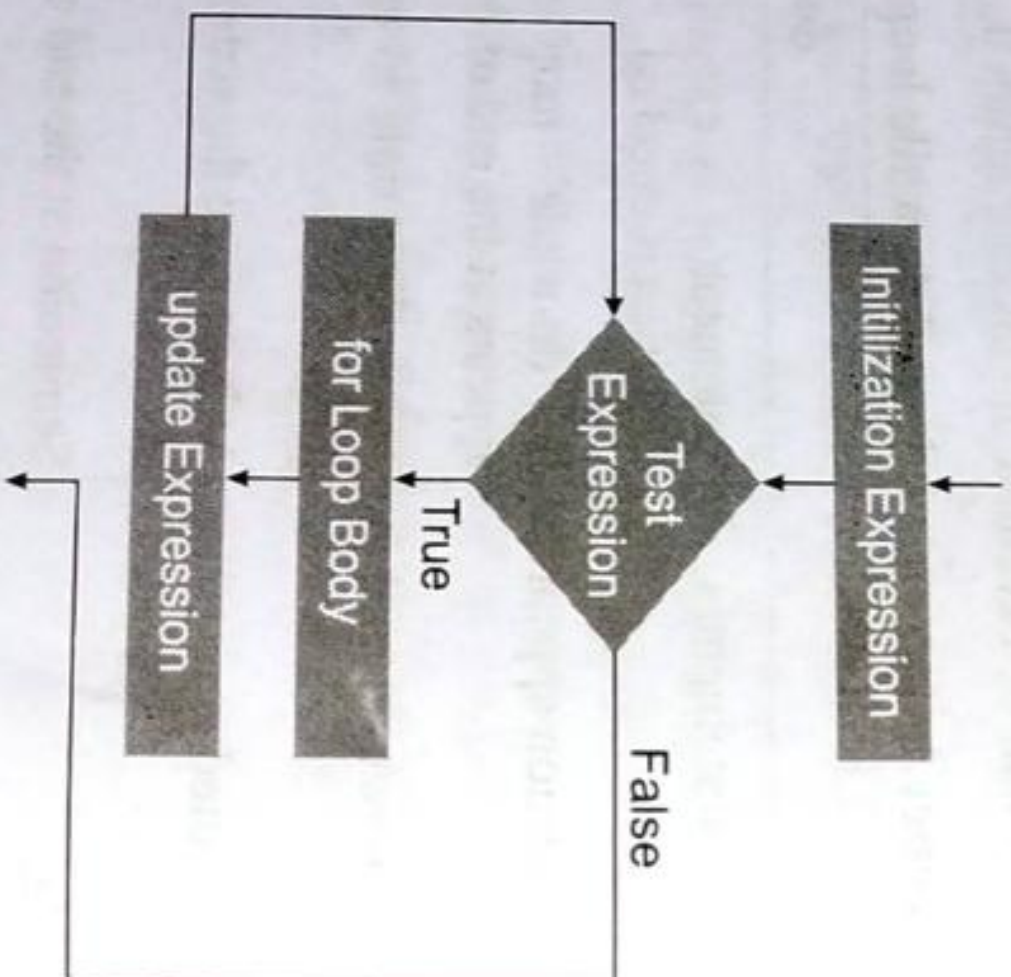 Initilization Expression
Test
Expression
False
True
for Loop Body
update Expression